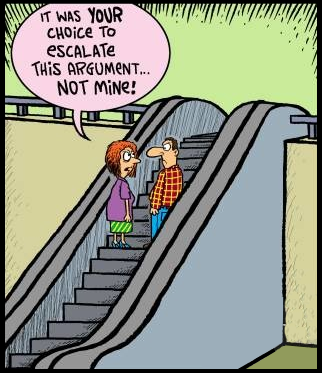 IT WAS YOUR
CHOICE TO
ESCALATE
THIS ARGUMENT...
NOT MINE!